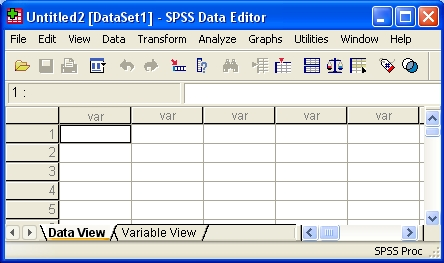 Untitled2 [DataSet1] - SPSS Data Editor
File Edit View Data Transform Analyze Graphs Utilities Window Help
1 :
var var var var var
1
2
3
4
5
Data View Variable View
SPSS Proc